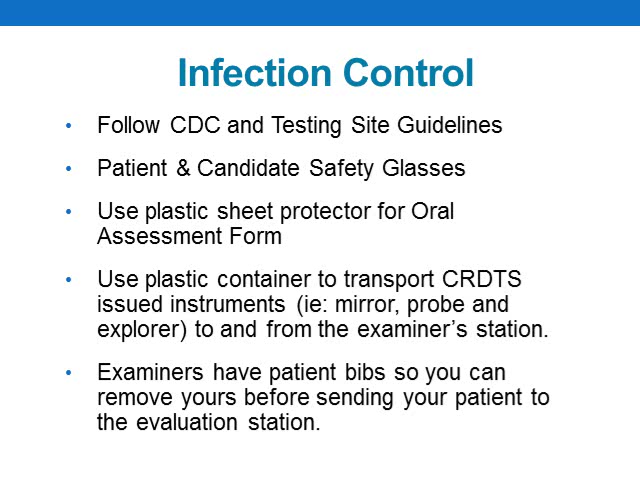 Infection Control
• Follow CDC and Testing Site Guidelines
• Patient & Candidate Safety Glasses
• Use plastic sheet protector for Oral
Assessment Form
• Use plastic container to transport CRDTS
issued instruments (ie: mirror, probe and
explorer) to and from the examiner’s station.
• Examiners have patient bibs so you can
remove yours before sending your patient to
the evaluation station.